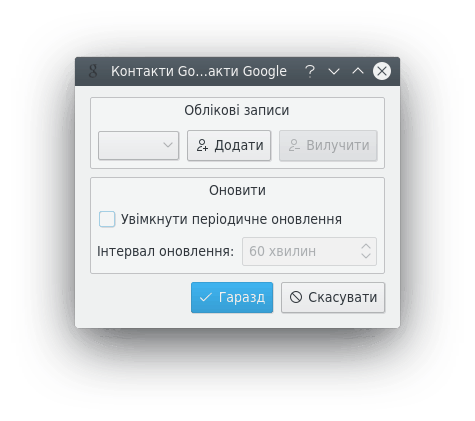 Контакти Go...акти Google
Облікові записи
Додати Вилучити
Оновити
Увімкнути періодичне оновлення
Інтервал оновлення: 60 хвилин
Гаразд Скасувати